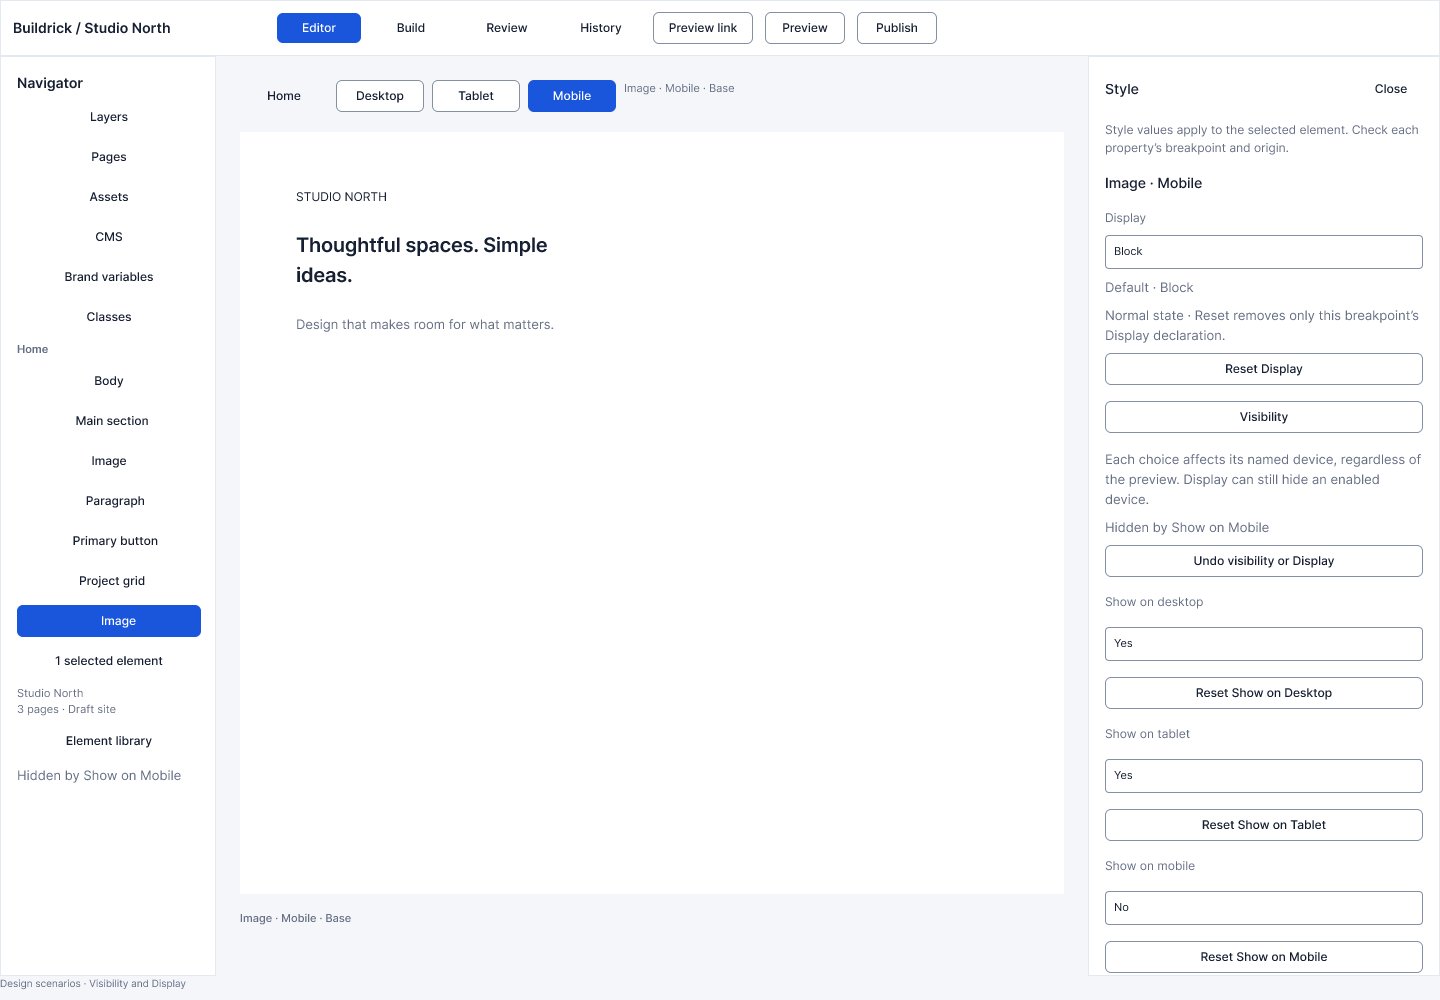 Buildrick / Studio North
Editor
Build
Review
History
Preview link
Preview
Publish
Navigator
Layers
Pages
Assets
CMS
Brand variables
Classes
Home
Body
Main section
Image
Paragraph
Primary button
Project grid
Image
1 selected element
Studio North
3 pages · Draft site
Element library
Hidden by Show on Mobile
Home
Desktop
Tablet
Mobile
Image · Mobile · Base
STUDIO NORTH
Thoughtful spaces. Simple
ideas.
Design that makes room for what matters.
Image · Mobile · Base
Style
Close
Style values apply to the selected element. Check each
property’s breakpoint and origin.
Image · Mobile
Display
Block
Default · Block
Normal state · Reset removes only this breakpoint’s
Display declaration.
Reset Display
Visibility
Each choice affects its named device, regardless of
the preview. Display can still hide an enabled
device.
Hidden by Show on Mobile
Undo visibility or Display
Show on desktop
Yes
Reset Show on Desktop
Show on tablet
Yes
Reset Show on Tablet
Show on mobile
No
Reset Show on Mobile
Design scenarios · Visibility and Display